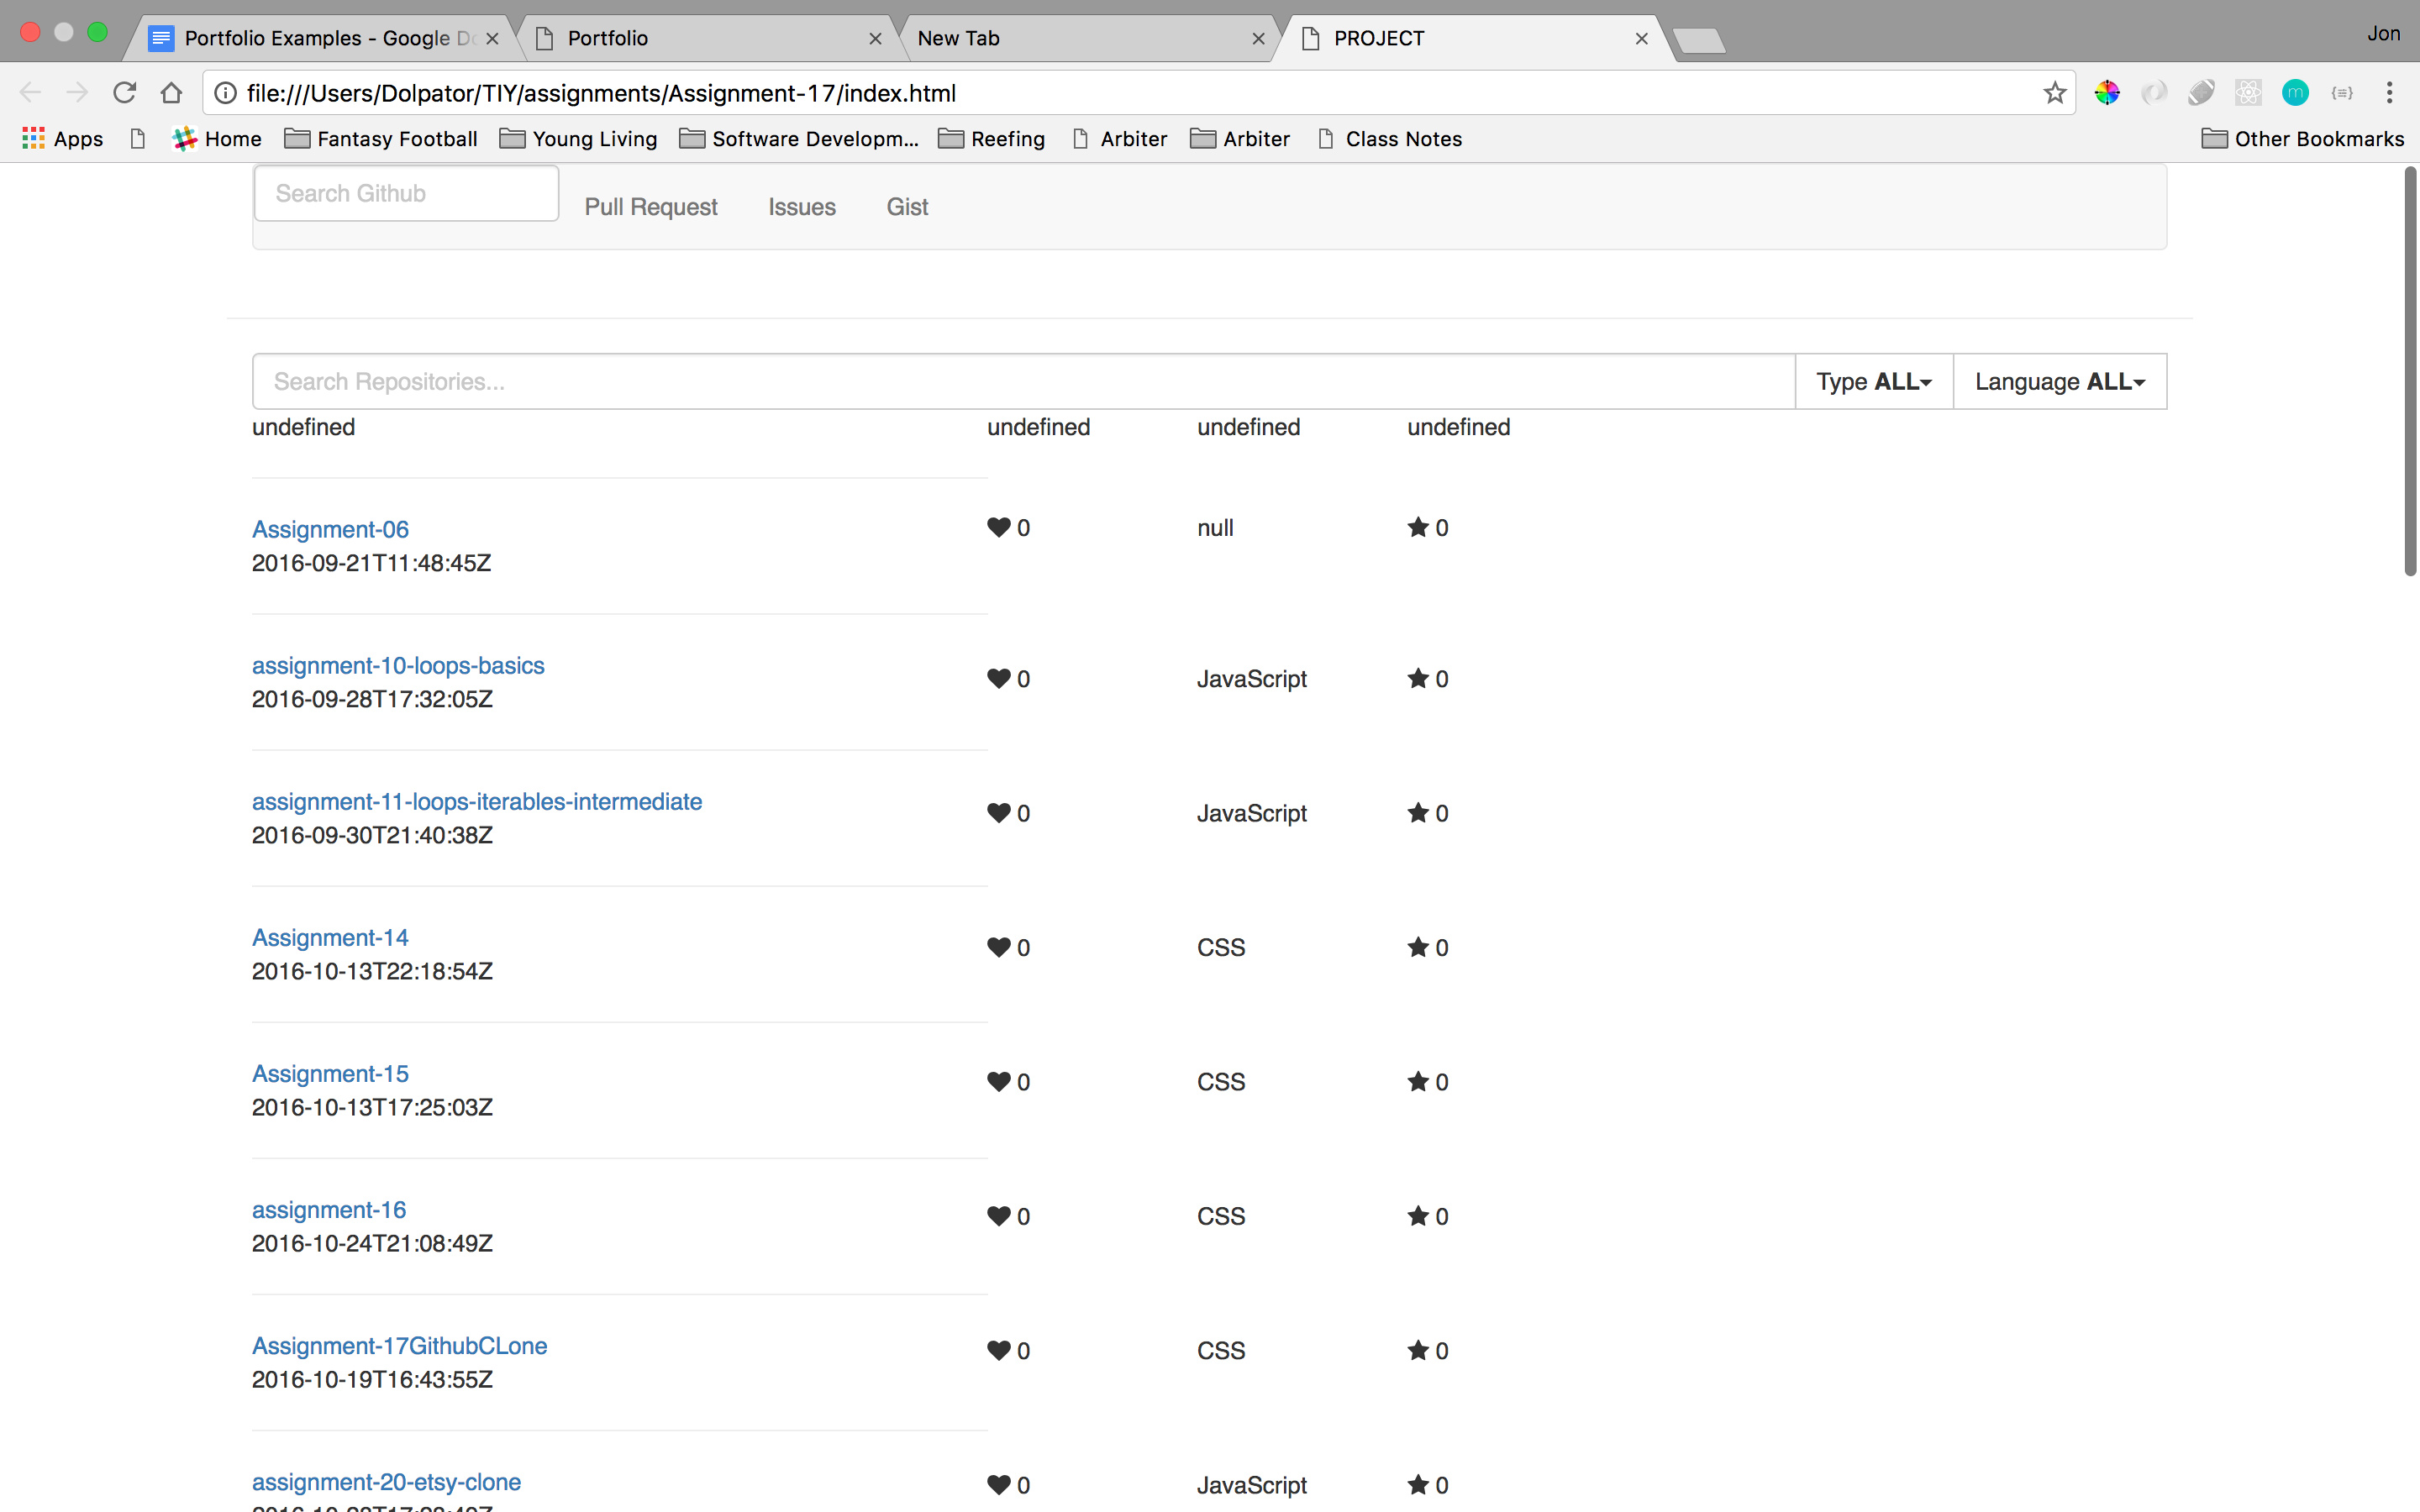 Portfolio Examples - Google Do
Portfolio
New Tab
PROJECT
Jon
file:///Users/Dolpator/TIY/assignments/Assignment-17/index.html
m
Apps
Home
Fantasy Football
Young Living
Software Developm...
Reefing
Arbiter
Arbiter
Class Notes
Other Bookmarks
Search Github
Pull Request
Issues
Gist
Search Repositories...
Type ALL
Language ALL
undefined undefined undefined undefined
Assignment-06 0 null 0
2016-09-21T11:48:45Z
assignment-10-loops-basics 0 JavaScript 0
2016-09-28T17:32:05Z
assignment-11-loops-iterables-intermediate 0 JavaScript 0
2016-09-30T21:40:38Z
Assignment-14 0 CSS 0
2016-10-13T22:18:54Z
Assignment-15 0 CSS 0
2016-10-13T17:25:03Z
assignment-16 0 CSS 0
2016-10-24T21:08:49Z
Assignment-17GithubCLone 0 CSS 0
2016-10-19T16:43:55Z
assignment-20-etsy-clone 0 JavaScript 0